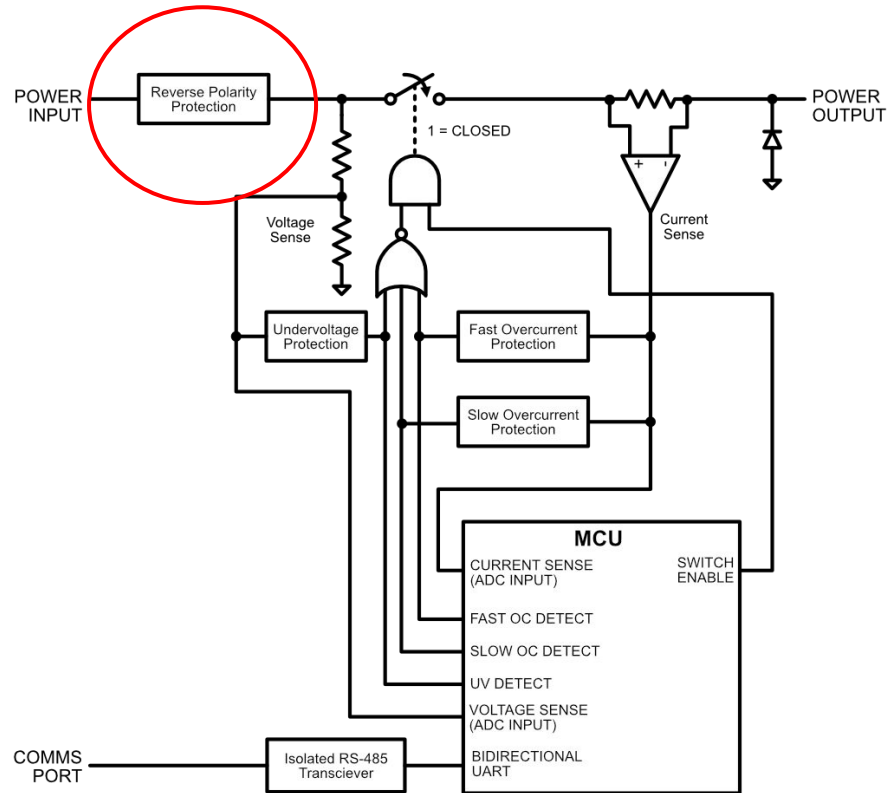 Reverse Polarity
Protection
POWER
INPUT
POWER
OUTPUT
1 = CLOSED
+ -
Voltage
Sense
Current
Sense
Undervoltage
Protection
Fast Overcurrent
Protection
Slow Overcurrent
Protection
MCU
CURRENT SENSE
(ADC INPUT)
SWITCH
ENABLE
FAST OC DETECT
SLOW OC DETECT
UV DETECT
VOLTAGE SENSE
(ADC INPUT)
COMMS
PORT
Isolated RS-485
Transciever
BIDIRECTIONAL
UART